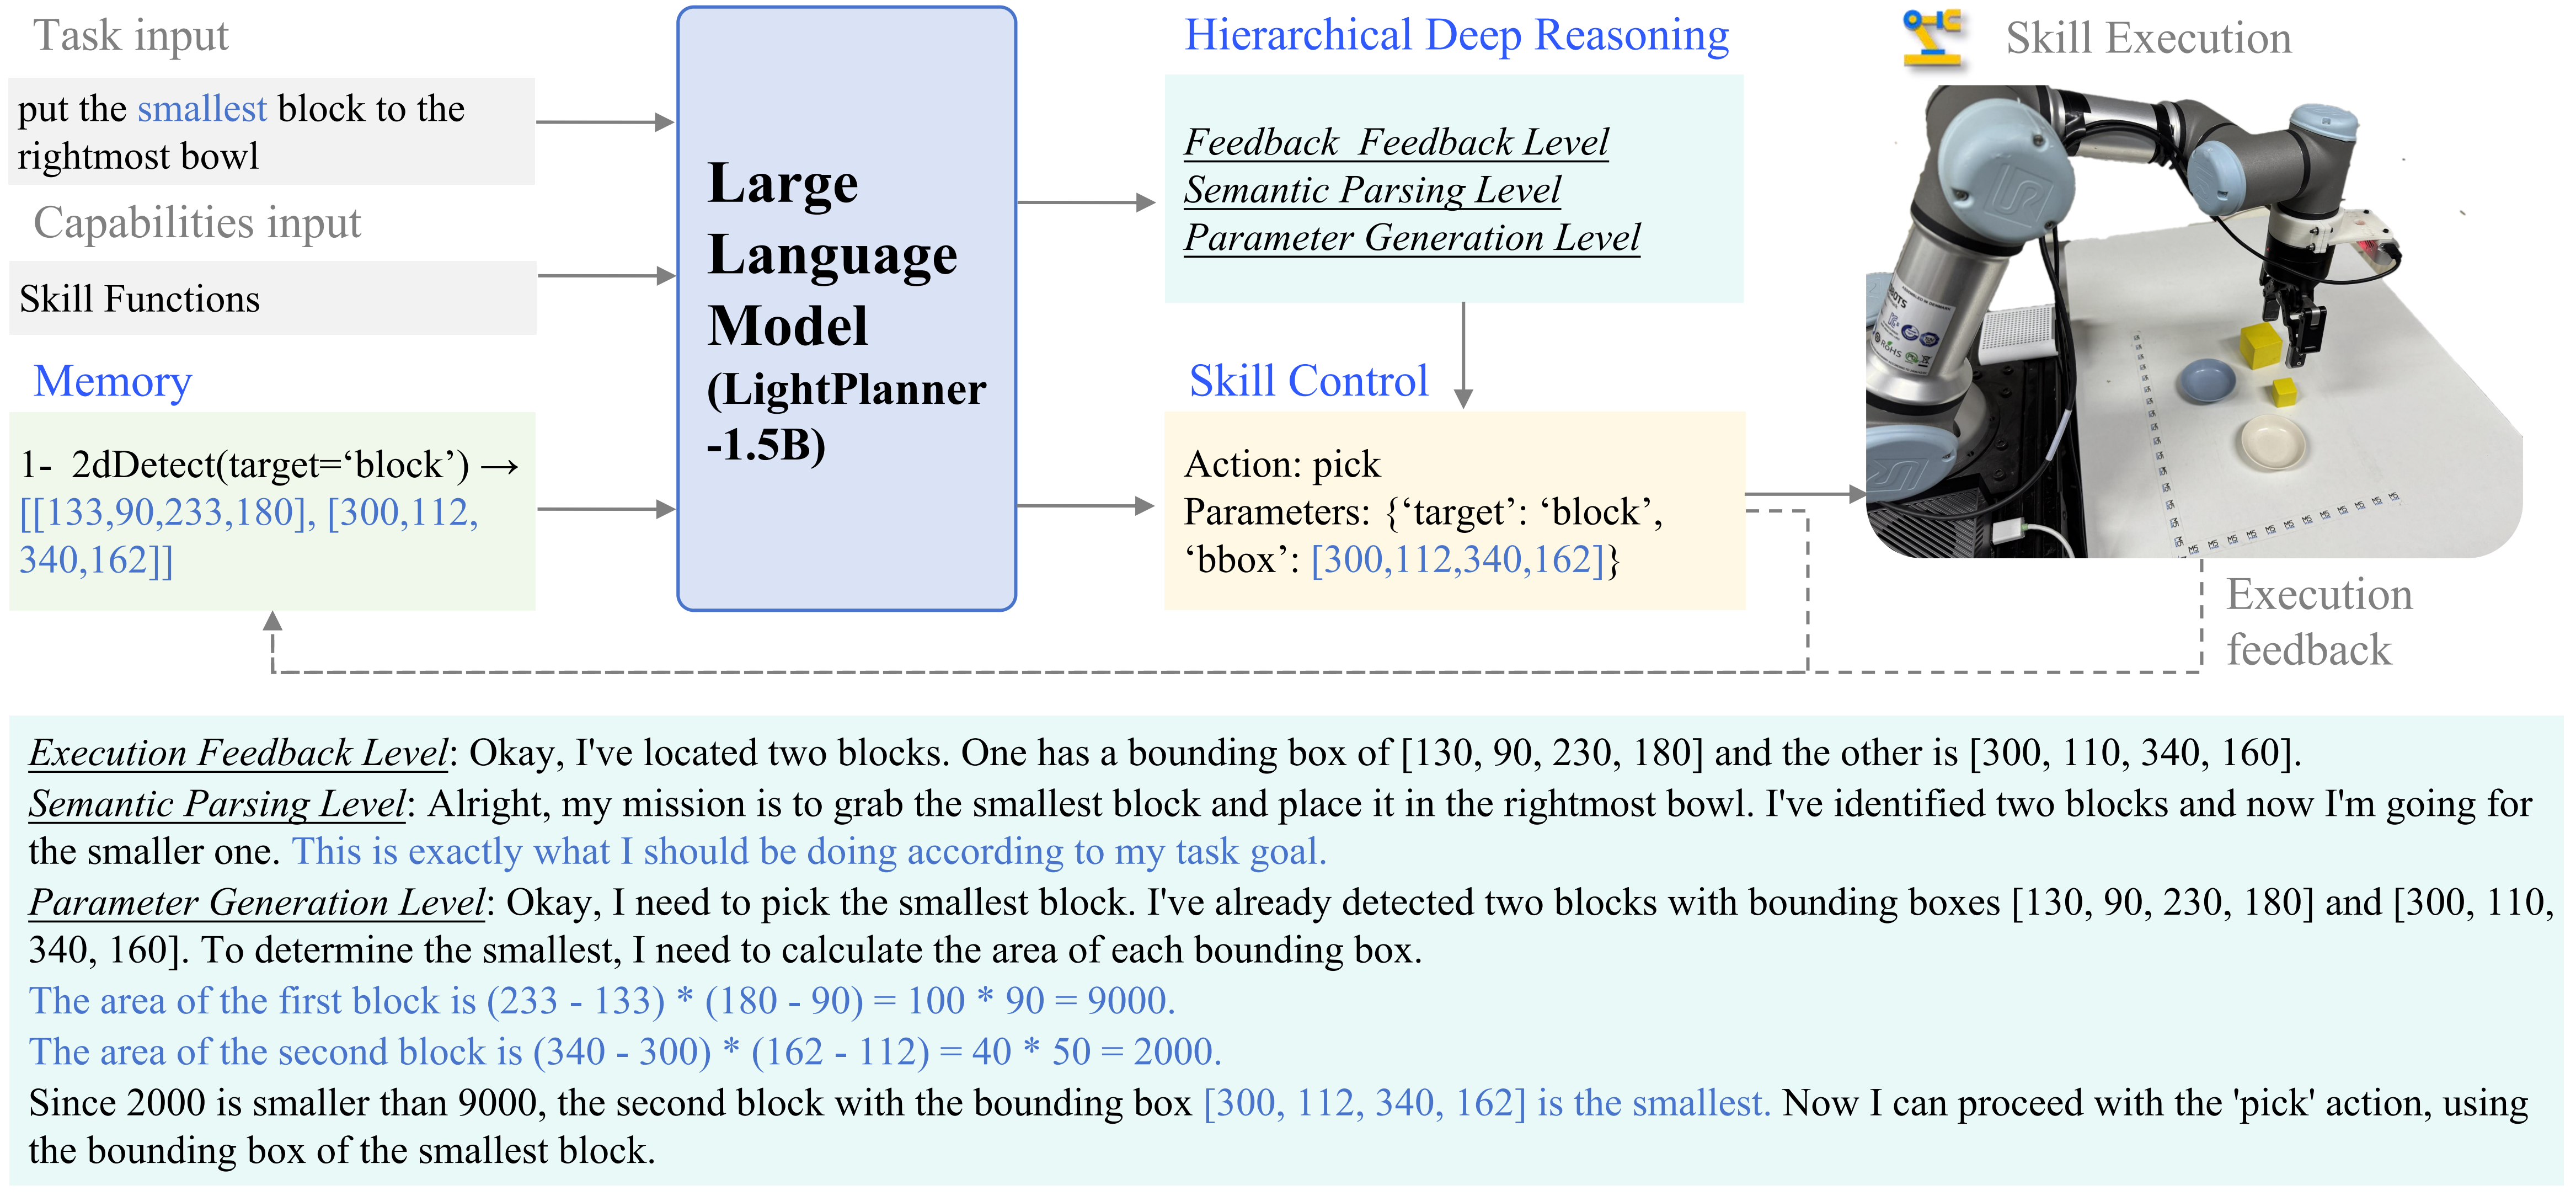 Task input
put the smallest block to the
rightmost bowl
Capabilities input
Skill Functions
Memory
1-  2dDetect(target=‘block’) →
[[133,90,233,180], [300,112,
340,162]]
Large
Language
Model
(LightPlanner
-1.5B)
Hierarchical Deep Reasoning
Feedback  Feedback Level
Semantic Parsing Level
Parameter Generation Level
Skill Control
Action: pick
Parameters: {‘target’: ‘block’,
‘bbox’: [300,112,340,162]}
Skill Execution
Execution
feedback
Execution Feedback Level: Okay, I've located two blocks. One has a bounding box of [130, 90, 230, 180] and the other is [300, 110, 340, 160].
Semantic Parsing Level: Alright, my mission is to grab the smallest block and place it in the rightmost bowl. I've identified two blocks and now I'm going for
the smaller one. This is exactly what I should be doing according to my task goal.
Parameter Generation Level: Okay, I need to pick the smallest block. I've already detected two blocks with bounding boxes [130, 90, 230, 180] and [300, 110,
340, 160]. To determine the smallest, I need to calculate the area of each bounding box.
The area of the first block is (233 - 133) * (180 - 90) = 100 * 90 = 9000.
The area of the second block is (340 - 300) * (162 - 112) = 40 * 50 = 2000.
Since 2000 is smaller than 9000, the second block with the bounding box [300, 112, 340, 162] is the smallest. Now I can proceed with the 'pick' action, using
the bounding box of the smallest block.